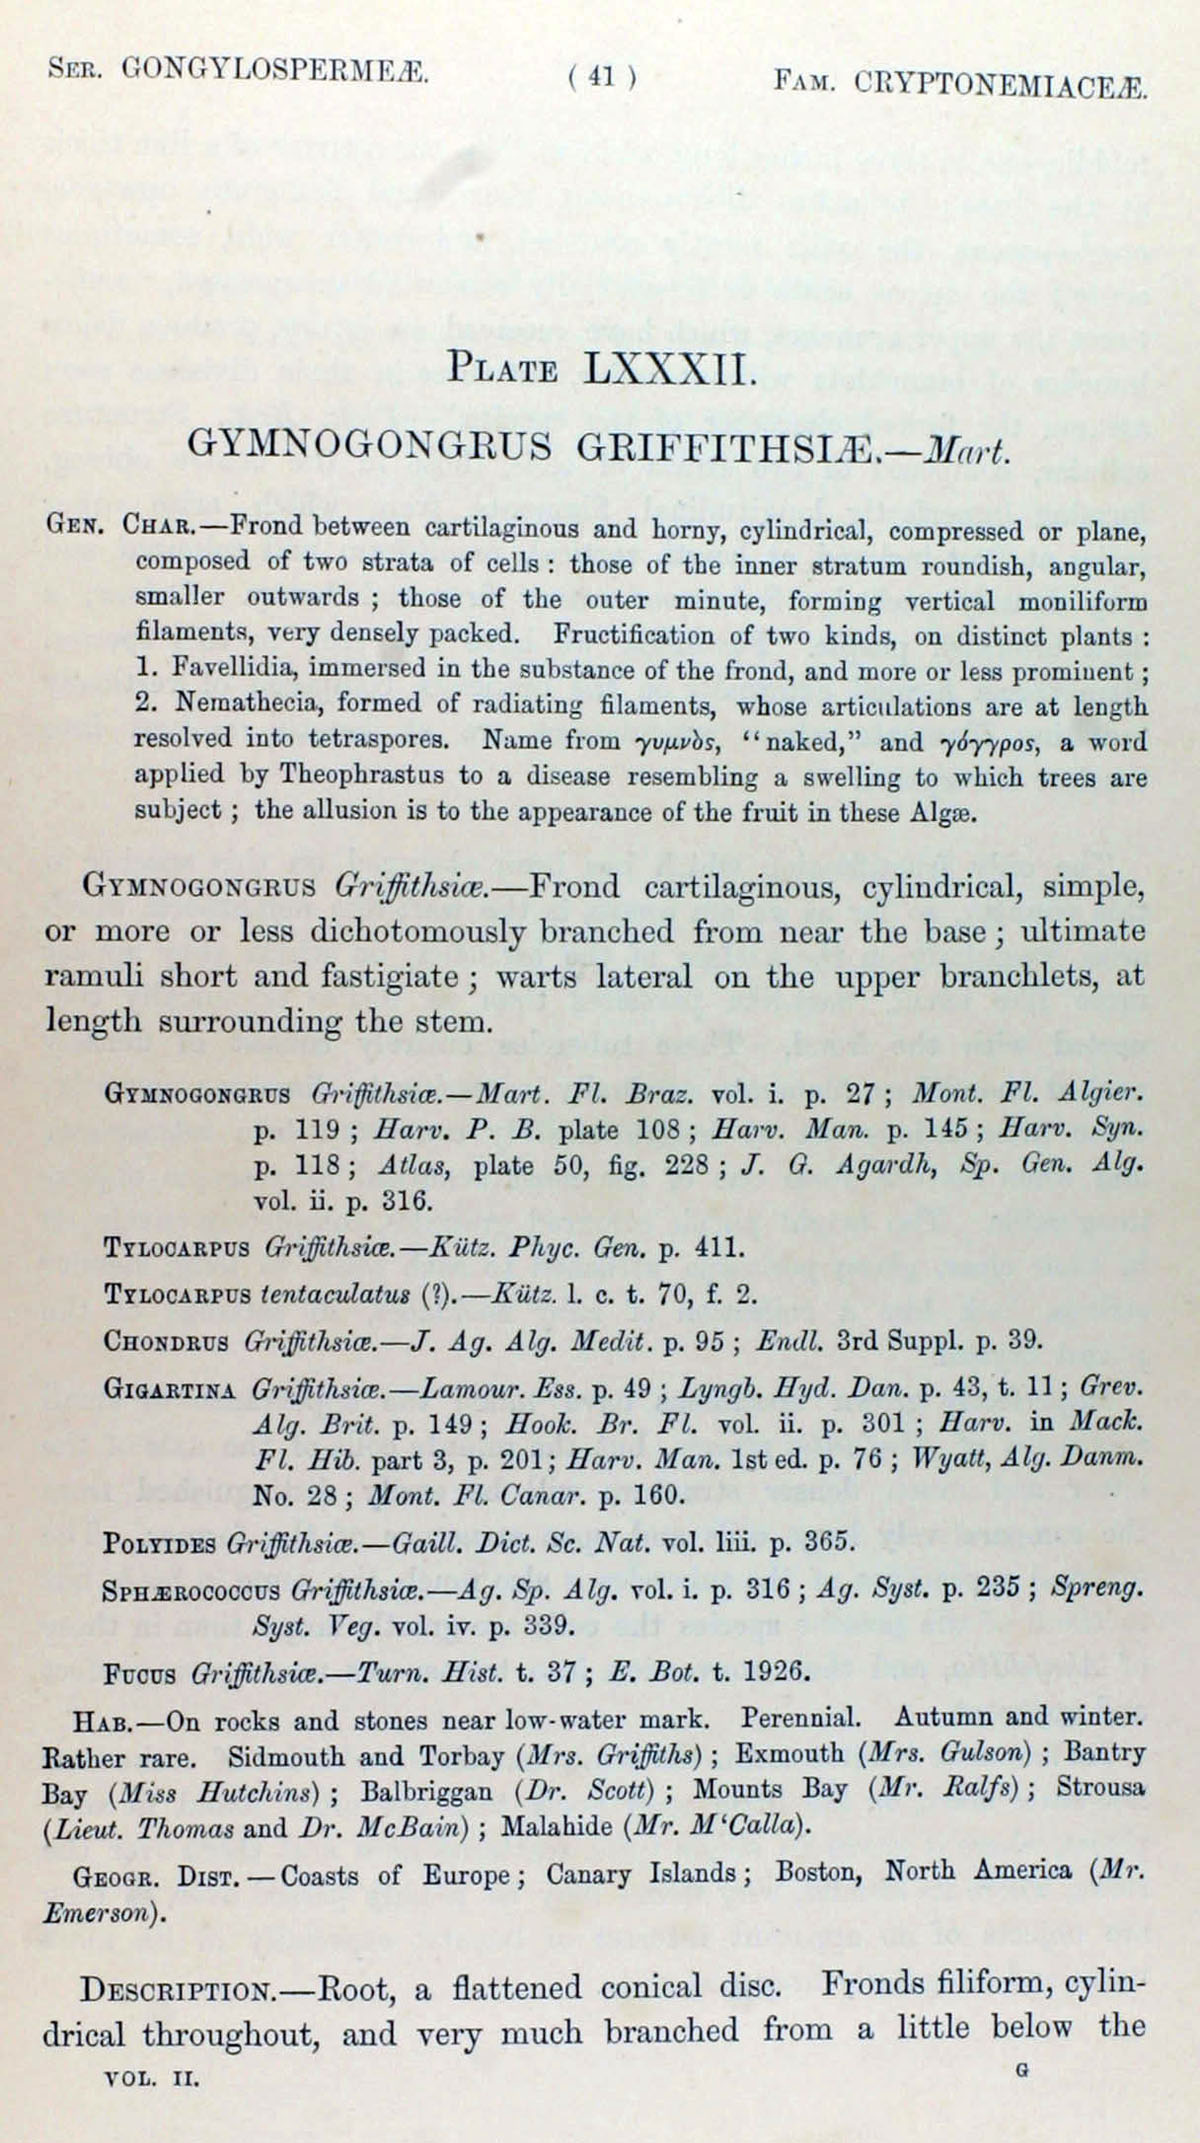 Ser. GONGYLOSPERMEÆ. ( 41 ) Fam. CRYPTONEMIACEÆ.
Plate LXXXII.
GYMNOGONGRUS GRIFFITHSIÆ.—Mart.
Gen. Char.—Frond between cartilaginous and horny, cylindrical, compressed or plane,
composed of two strata of cells : those of the inner stratum roundish, angular,
smaller outwards ; those of the outer minute, forming vertical moniliform
filaments, very densely packed. Fructification of two kinds, on distinct plants :
1. Favellidia, immersed in the substance of the frond, and more or less prominent ;
2. Nemathecia, formed of radiating filaments, whose articulations are at length
resolved into tetraspores. Name from γυμνὸς, “naked,” and γόγγρος, a word
applied by Theophrastus to a disease resembling a swelling to which trees are
subject ; the allusion is to the appearance of the fruit in these Algæ.
Gymnogongrus Griffithsiæ.—Frond cartilaginous, cylindrical, simple,
or more or less dichotomously branched from near the base ; ultimate
ramuli short and fastigiate ; warts lateral on the upper branchlets, at
length surrounding the stem.
Gymnogongrus Griffithsiæ.—Mart. Fl. Braz. vol. i. p. 27 ; Mont. Fl. Algier.
p. 119 ; Harv. P. B. plate 108 ; Harv. Man. p. 145 ; Harv. Syn.
p. 118 ; Atlas, plate 50, fig. 228 ; J. G. Agardh, Sp. Gen. Alg.
vol. ii. p. 316.
Tylocarpus Griffithsiæ.—Kütz. Phyc. Gen. p. 411.
Tylocarpus tentaculatus (?).—Kütz. l. c. t. 70, f. 2.
Chondrus Griffithsiæ.—J. Ag. Alg. Medit. p. 95 ; Endl. 3rd Suppl. p. 39.
Gigartina Griffithsiæ.—Lamour. Ess. p. 49 ; Lyngb. Hyd. Dan. p. 43, t. 11 ; Grev.
Alg. Brit. p. 149 ; Hook. Br. Fl. vol. ii. p. 301 ; Harv. in Mack.
Fl. Hib. part 3, p. 201 ; Harv. Man. 1st ed. p. 76 ; Wyatt, Alg. Danm.
No. 28 ; Mont. Fl. Canar. p. 160.
Polyides Griffithsiæ.—Gaill. Dict. Sc. Nat. vol. liii. p. 365.
Sphærococcus Griffithsiæ.—Ag. Sp. Alg. vol. i. p. 316 ; Ag. Syst. p. 235 ; Spreng.
Syst. Veg. vol. iv. p. 339.
Fucus Griffithsiæ.—Turn. Hist. t. 37 ; E. Bot. t. 1926.
Hab.—On rocks and stones near low-water mark. Perennial. Autumn and winter.
Rather rare. Sidmouth and Torbay (Mrs. Griffiths) ; Exmouth (Mrs. Gulson) ; Bantry
Bay (Miss Hutchins) ; Balbriggan (Dr. Scott) ; Mounts Bay (Mr. Ralfs) ; Strousa
(Lieut. Thomas and Dr. McBain) ; Malahide (Mr. M‘Calla).
Geogr. Dist.—Coasts of Europe ; Canary Islands ; Boston, North America (Mr.
Emerson).
Description.—Root, a flattened conical disc. Fronds filiform, cylin-
drical throughout, and very much branched from a little below the
VOL. II. G